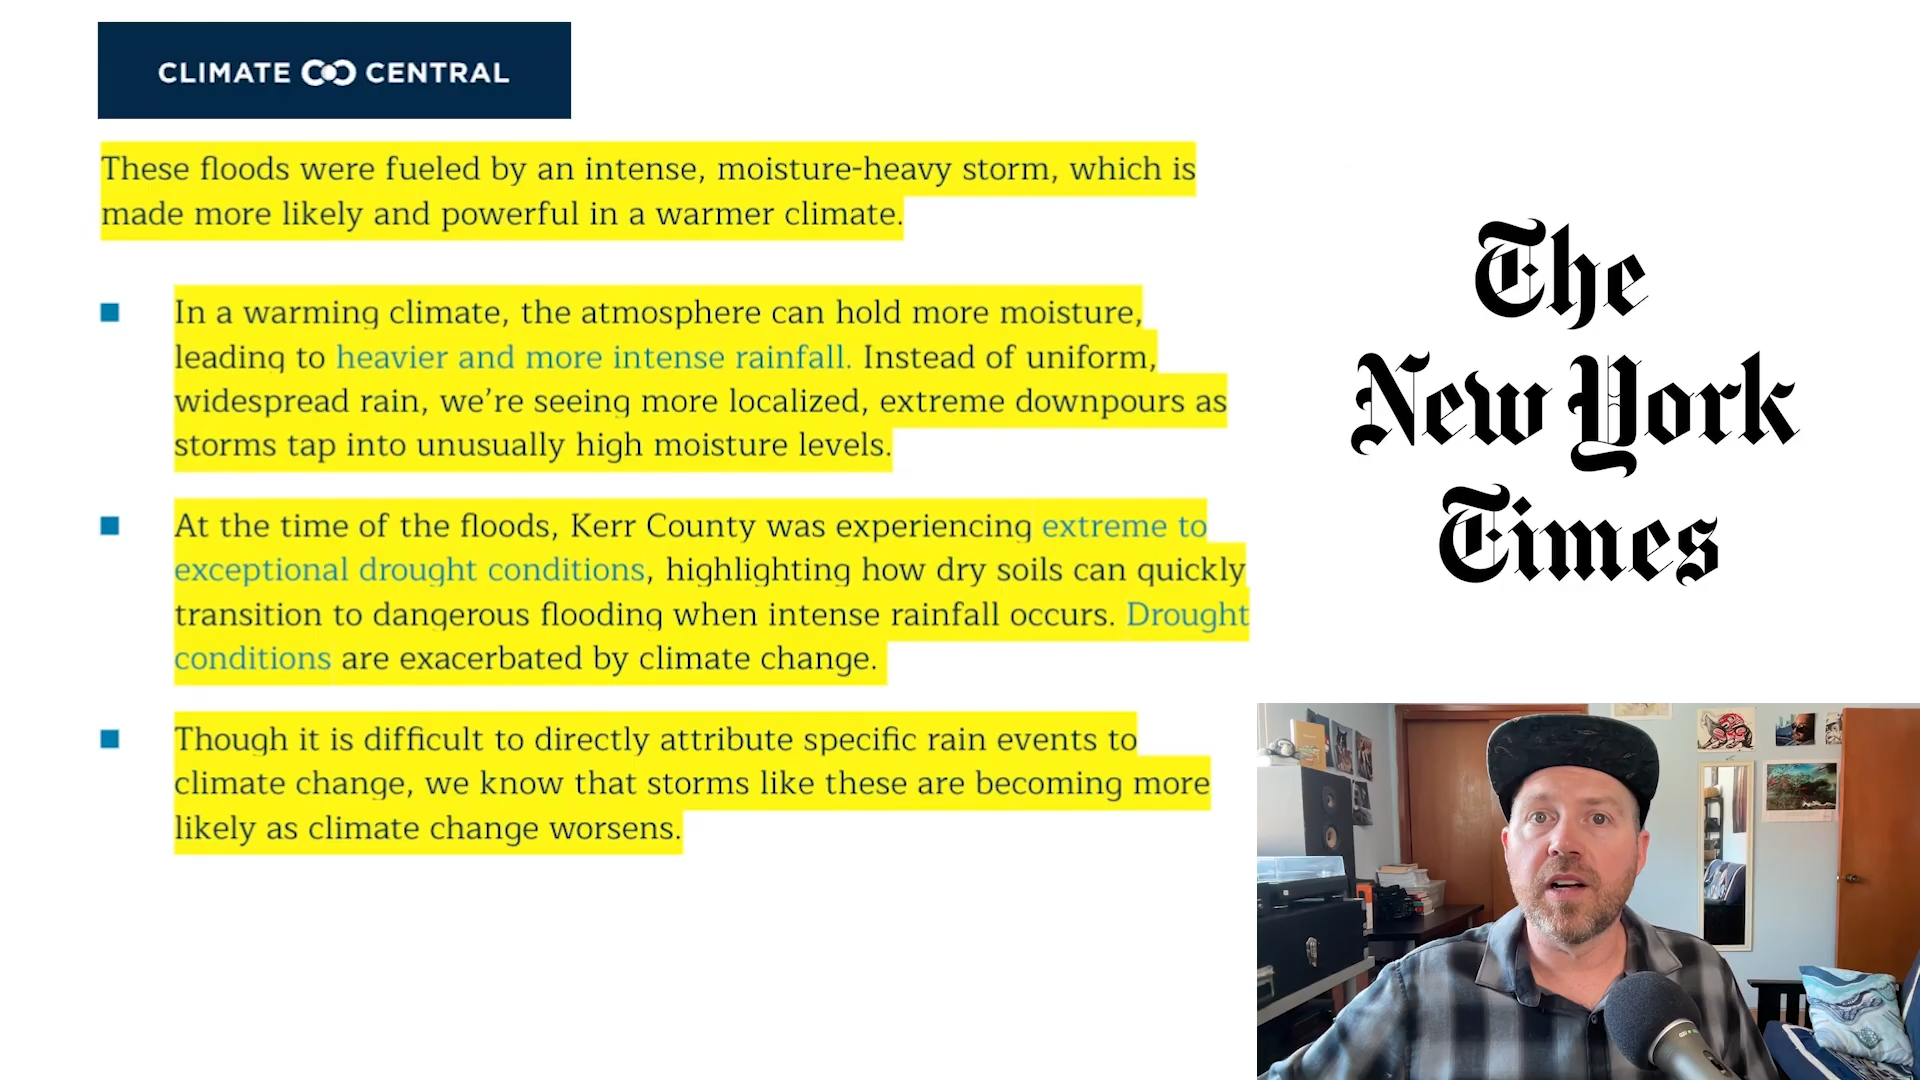 CLIMATE CENTRAL
These floods were fueled by an intense, moisture-heavy storm, which is
made more likely and powerful in a warmer climate.
In a warming climate, the atmosphere can hold more moisture,
leading to heavier and more intense rainfall. Instead of uniform,
widespread rain, we’re seeing more localized, extreme downpours as
storms tap into unusually high moisture levels.
At the time of the floods, Kerr County was experiencing extreme to
exceptional drought conditions, highlighting how dry soils can quickly
transition to dangerous flooding when intense rainfall occurs. Drought
conditions are exacerbated by climate change.
Though it is difficult to directly attribute specific rain events to
climate change, we know that storms like these are becoming more
likely as climate change worsens.
The
New York
Times